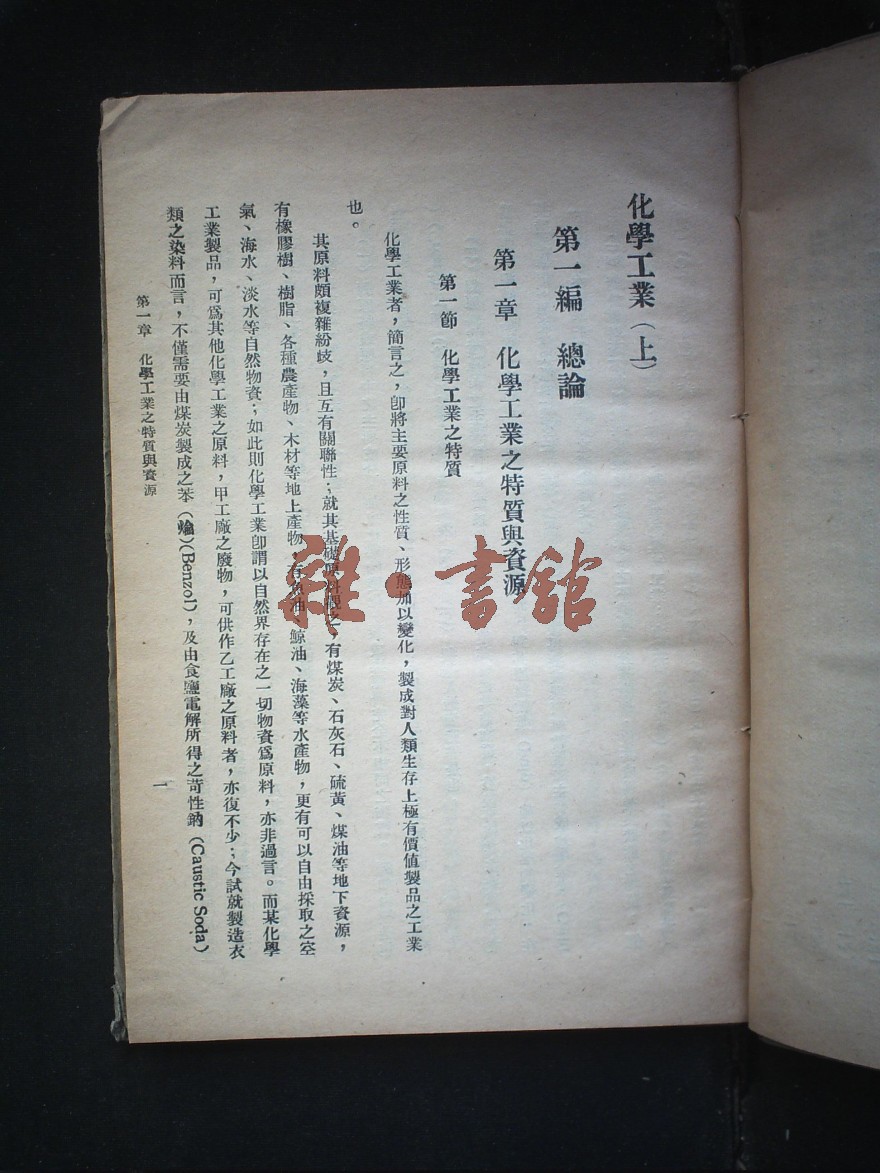 化學工業(上)
第一編 總論
第一章 化學工業之特質與資源
第一節 化學工業之特質
化學工業者，簡言之，卽將主要原料之性質、形態加以變化，製成對人類生存上極有價值製品之工業
也。
其原料頗複雜紛歧，且互有關聯性；就其基礎原料觀之，有煤炭、石灰石、硫黃、煤油等地下資源，
有橡膠樹、樹脂、各種農產物、木材等地上產物，有魚油、鯨油、海藻等水產物，更有可以自由採取之空
氣、海水、淡水等自然物資；如此則化學工業卽謂以自然界存在之一切物資爲原料，亦非過言。而某化學
工業製品，可爲其他化學工業之原料，甲工廠之廢物，可供作乙工廠之原料者，亦復不少；今試就製造衣
類之染料而言，不僅需要由煤炭製成之苯()(Benzol)，及由食鹽電解所得之苛性鈉(Caustic Soda)
第一章 化學工業之特質與資源
一
雜·書館